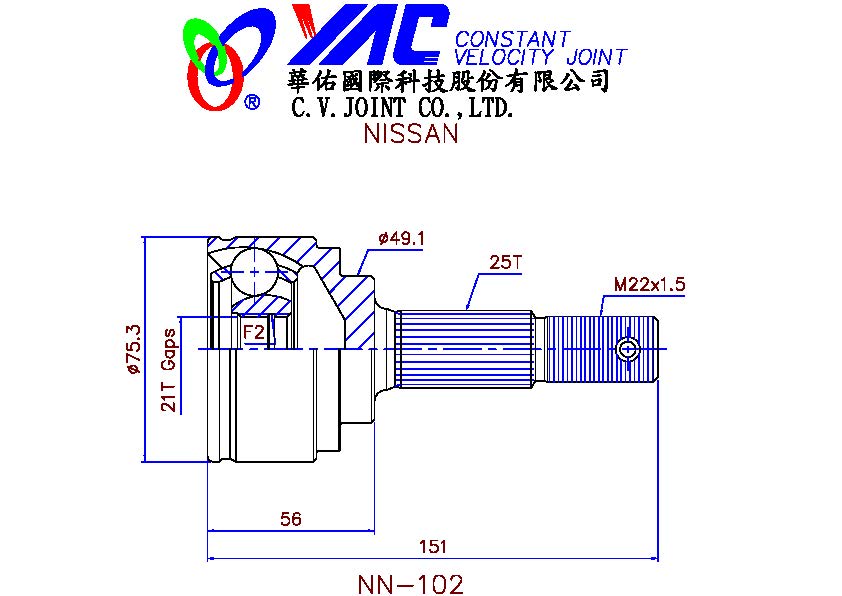 YAC CONSTANT
VELOCITY JOINT
華佑國際科技股份有限公司
®
C.V.JOINT CO.,LTD.
NISSAN
ø49.1
25T
M22x1.5
ø75.3
21T Gaps
F2
56
151
NN-102